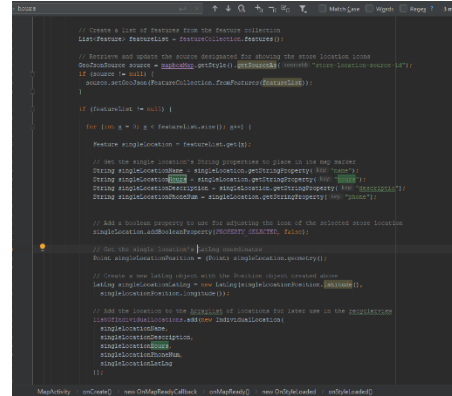 hours
Match Case Words Regex ?
// Create a list of features from the feature collection
List<Feature> featureList = featureCollection.features();
// Retrieve and update the source designated for showing the store location icons
GeoJsonSource source = mapboxMap.getStyle().getSourceAs( "store-location-source-id");
if (source != null) {
source.setGeoJson(FeatureCollection.fromFeatures(featureList));
}
if (featureList != null) {
for (int x = 0; x < featureList.size(); x++) {
Feature singleLocation = featureList.get(x);
// Get the single location's String properties to place in its map marker
String singleLocationName = singleLocation.getStringProperty( key: "name");
String singleLocationHours = singleLocation.getStringProperty( key: "hours");
String singleLocationDescription = singleLocation.getStringProperty( key: "descriptio");
String singleLocationPhoneNum = singleLocation.getStringProperty( key: "phone");
// Add a boolean property to use for adjusting the icon of the selected store location
singleLocation.addBooleanProperty(PROPERTY_SELECTED, false);
// Get the single location's LatLng coordinates
Point singleLocationPosition = (Point) singleLocation.geometry();
// Create a new LatLng object with the Position object created above
LatLng singleLocationLatLng = new LatLng(singleLocationPosition.latitude(),
singleLocationPosition.longitude());
// Add the location to the Arraylist of locations for later use in the recyclerview
listOfIndividualLocations.add(new IndividualLocation(
singleLocationName,
singleLocationDescription,
singleLocationHours,
singleLocationPhoneNum,
singleLocationLatLng
));
MapActivity › onCreate() › new OnMapReadyCallback › onMapReady() › new OnStyleLoaded › onStyleLoaded()